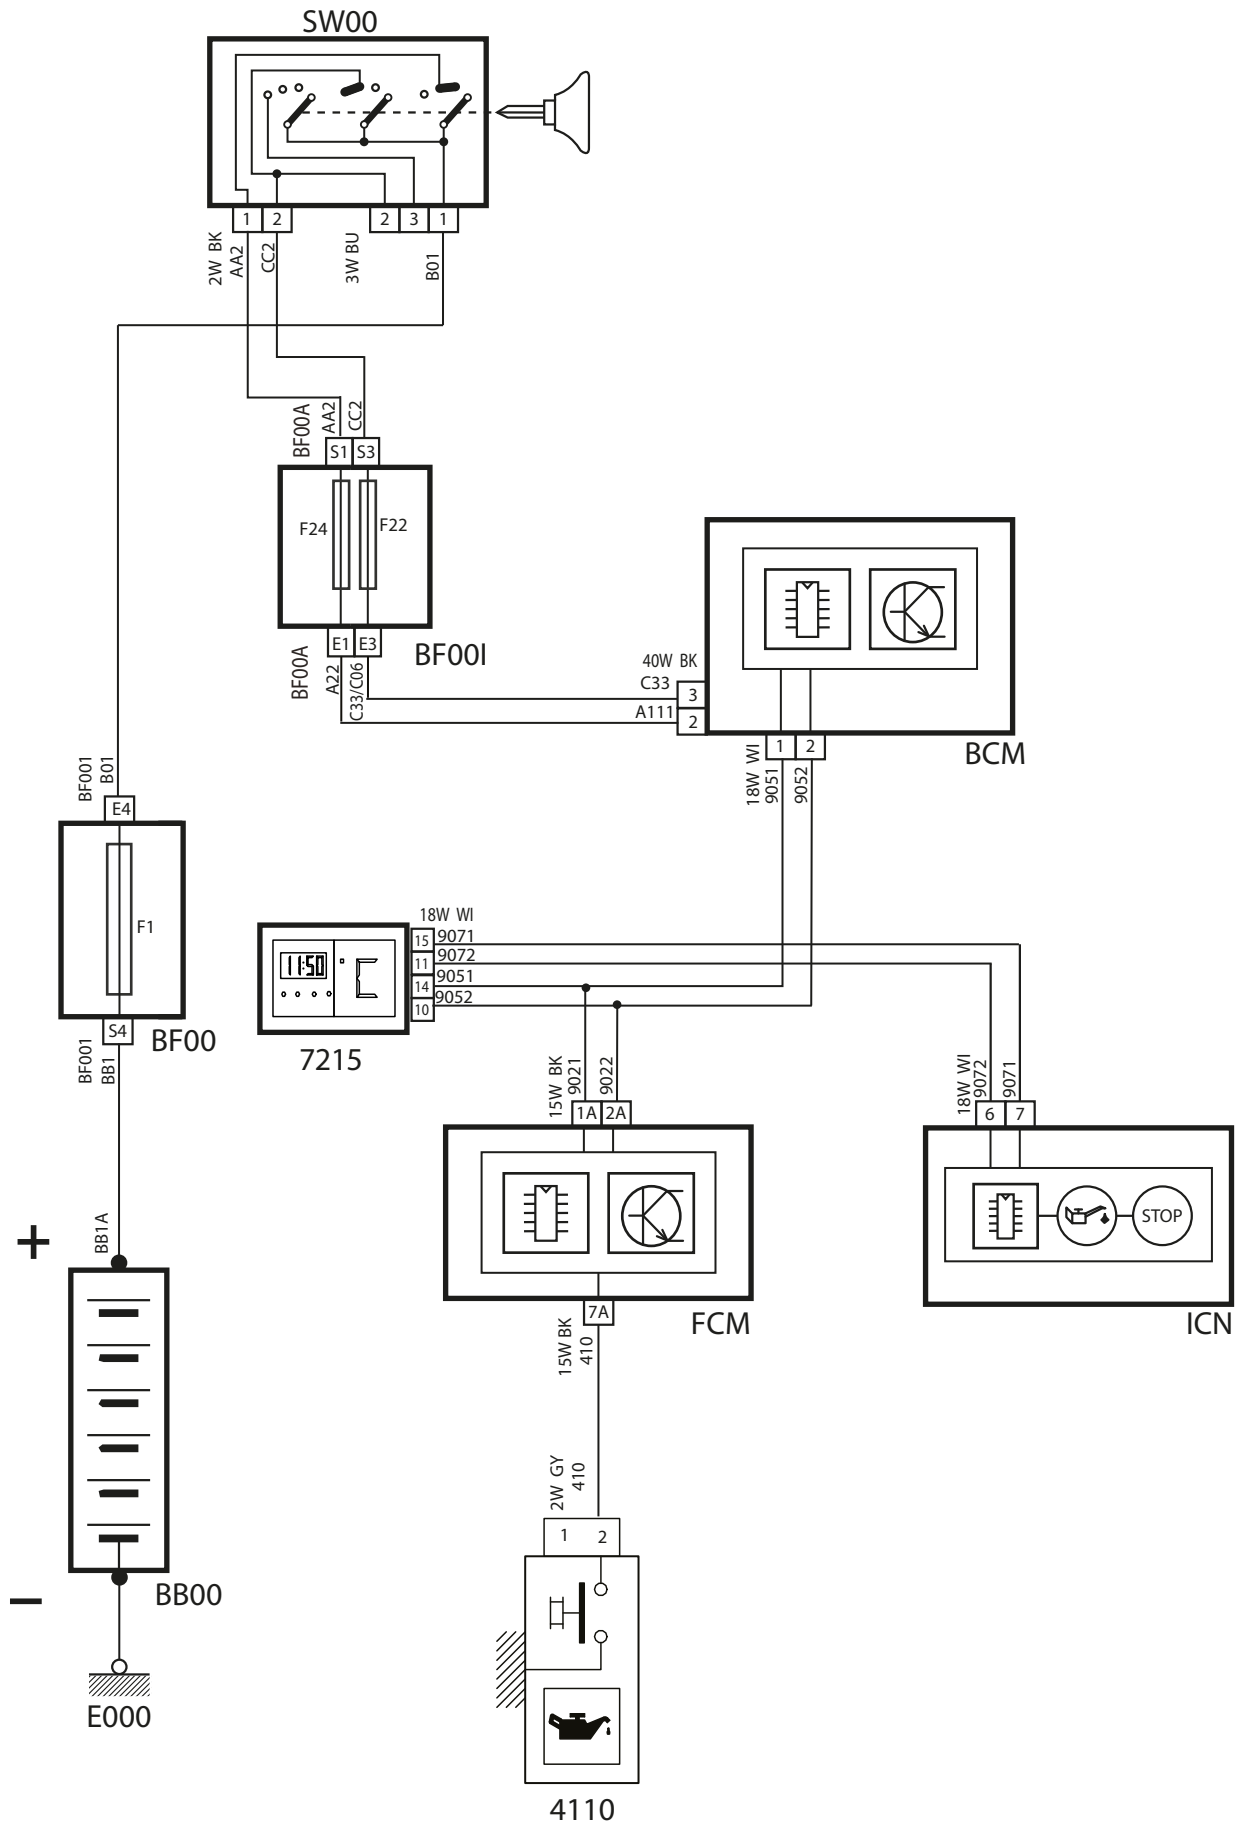 SW00
1 2 2 3 1
2W BK
AA2
CC2
3W BU
B01
BF00A
AA2
CC2
S1 S3
F24
F22
E1 E3
BF00A
A22
C33/C06
BF00I
40W BK
C33
3
A111
2
1 2
BCM
18W WI
9051
9052
BF001
B01
E4
F1
S4
BF00
BF001
BB1
18W WI
15 9071
11 9072
14 9051
10 9052
11:50
7215
15W BK
9021
9022
1A 2A
18W WI
9072
9071
6 7
STOP
7A
FCM
ICN
15W BK
410
BB1A
+
2W GY
410
1 2
−
BB00
E000
4110